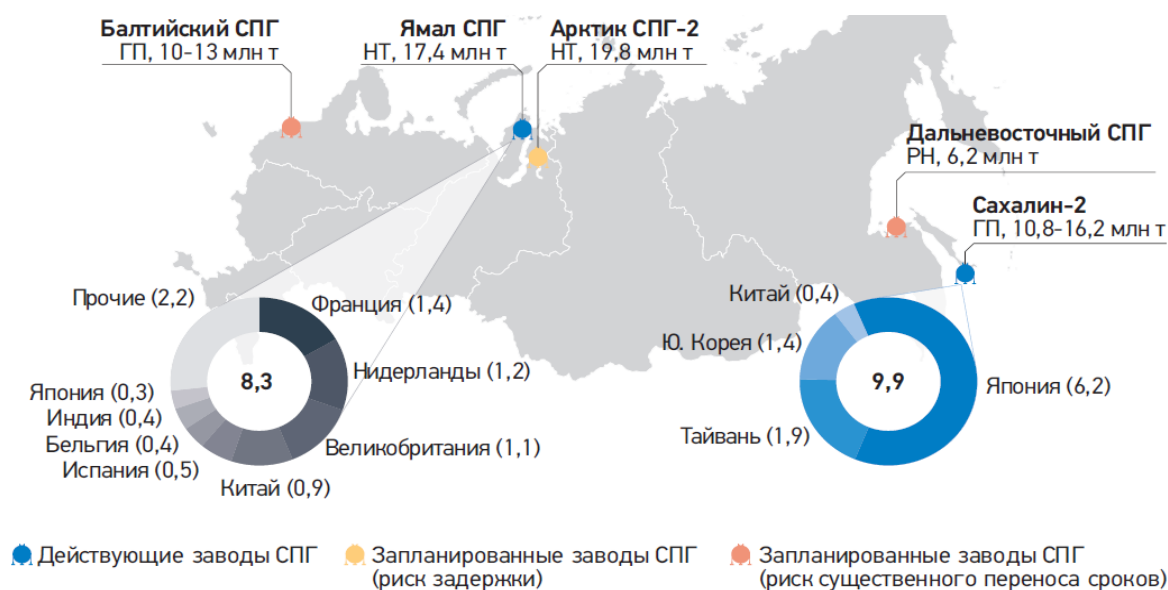 Балтийский СПГ
ГП, 10-13 млн т
Ямал СПГ
НТ, 17,4 млн т
Арктик СПГ-2
НТ, 19,8 млн т
Дальневосточный СПГ
РН, 6,2 млн т
Сахалин-2
ГП, 10,8-16,2 млн т
Прочие (2,2)
Франция (1,4)
Нидерланды (1,2)
Великобритания (1,1)
Китай (0,9)
Испания (0,5)
Бельгия (0,4)
Индия (0,4)
Япония (0,3)
8,3
Китай (0,4)
Ю. Корея (1,4)
Тайвань (1,9)
Япония (6,2)
9,9
Действующие заводы СПГ
Запланированные заводы СПГ
(риск задержки)
Запланированные заводы СПГ
(риск существенного переноса сроков)